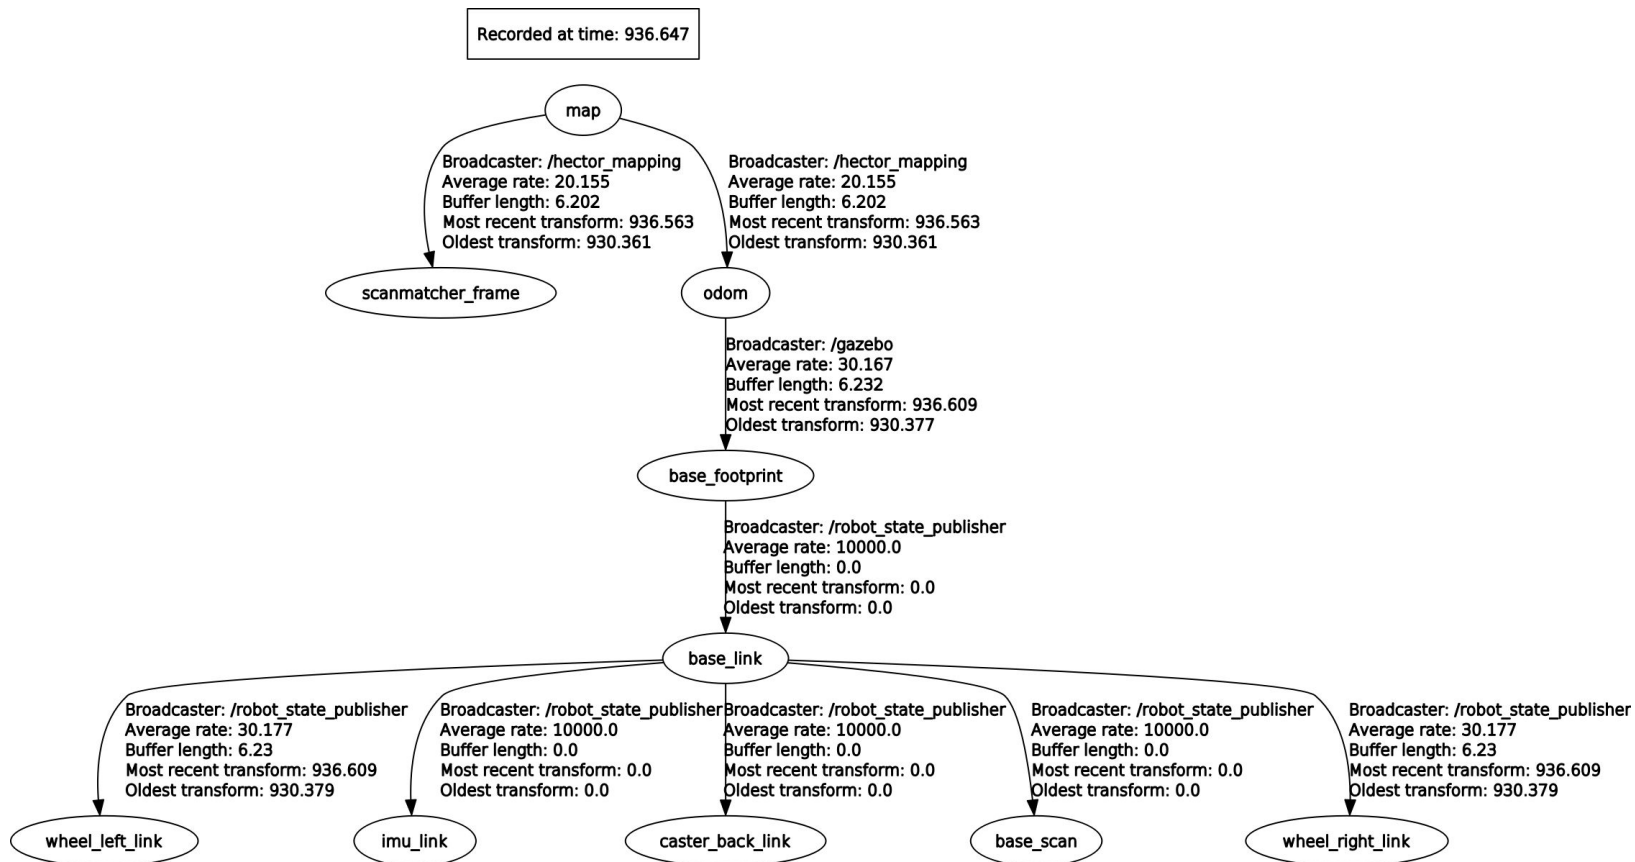 Recorded at time: 936.647
map
Broadcaster: /hector_mapping
Average rate: 20.155
Buffer length: 6.202
Most recent transform: 936.563
Oldest transform: 930.361
Broadcaster: /hector_mapping
Average rate: 20.155
Buffer length: 6.202
Most recent transform: 936.563
Oldest transform: 930.361
scanmatcher_frame
odom
Broadcaster: /gazebo
Average rate: 30.167
Buffer length: 6.232
Most recent transform: 936.609
Oldest transform: 930.377
base_footprint
Broadcaster: /robot_state_publisher
Average rate: 10000.0
Buffer length: 0.0
Most recent transform: 0.0
Oldest transform: 0.0
base_link
Broadcaster: /robot_state_publisher
Average rate: 30.177
Buffer length: 6.23
Most recent transform: 936.609
Oldest transform: 930.379
Broadcaster: /robot_state_publisher
Average rate: 10000.0
Buffer length: 0.0
Most recent transform: 0.0
Oldest transform: 0.0
Broadcaster: /robot_state_publisher
Average rate: 10000.0
Buffer length: 0.0
Most recent transform: 0.0
Oldest transform: 0.0
Broadcaster: /robot_state_publisher
Average rate: 10000.0
Buffer length: 0.0
Most recent transform: 0.0
Oldest transform: 0.0
Broadcaster: /robot_state_publisher
Average rate: 30.177
Buffer length: 6.23
Most recent transform: 936.609
Oldest transform: 930.379
wheel_left_link
imu_link
caster_back_link
base_scan
wheel_right_link